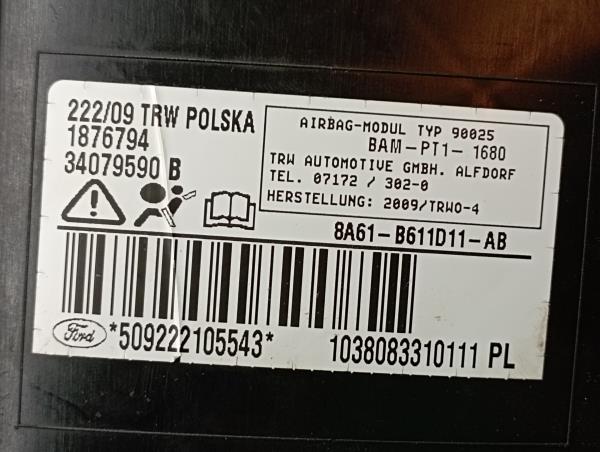 222/09 TRW POLSKA
1876794
34079590 B
AIRBAG-MODUL TYP 90025
BAM-PT1- 1680
TRW AUTOMOTIVE GMBH. ALFDORF
TEL. 07172 / 302-0
HERSTELLUNG: 2009/TRWO-4
8A61-B611D11-AB
Ford
*509222105543*
1038083310111 PL